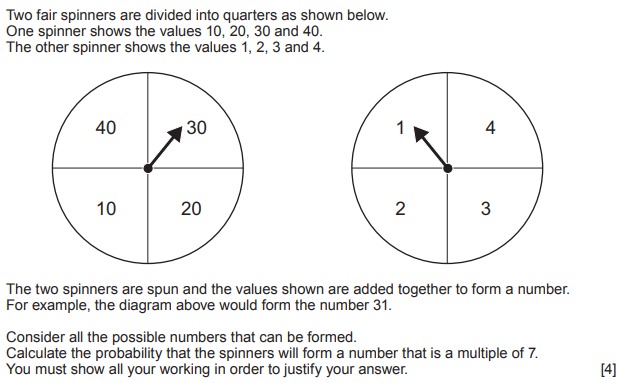 Two fair spinners are divided into quarters as shown below.
One spinner shows the values 10, 20, 30 and 40.
The other spinner shows the values 1, 2, 3 and 4.
40 30 1 4
10 20 2 3
The two spinners are spun and the values shown are added together to form a number.
For example, the diagram above would form the number 31.
Consider all the possible numbers that can be formed.
Calculate the probability that the spinners will form a number that is a multiple of 7.
You must show all your working in order to justify your answer. [4]